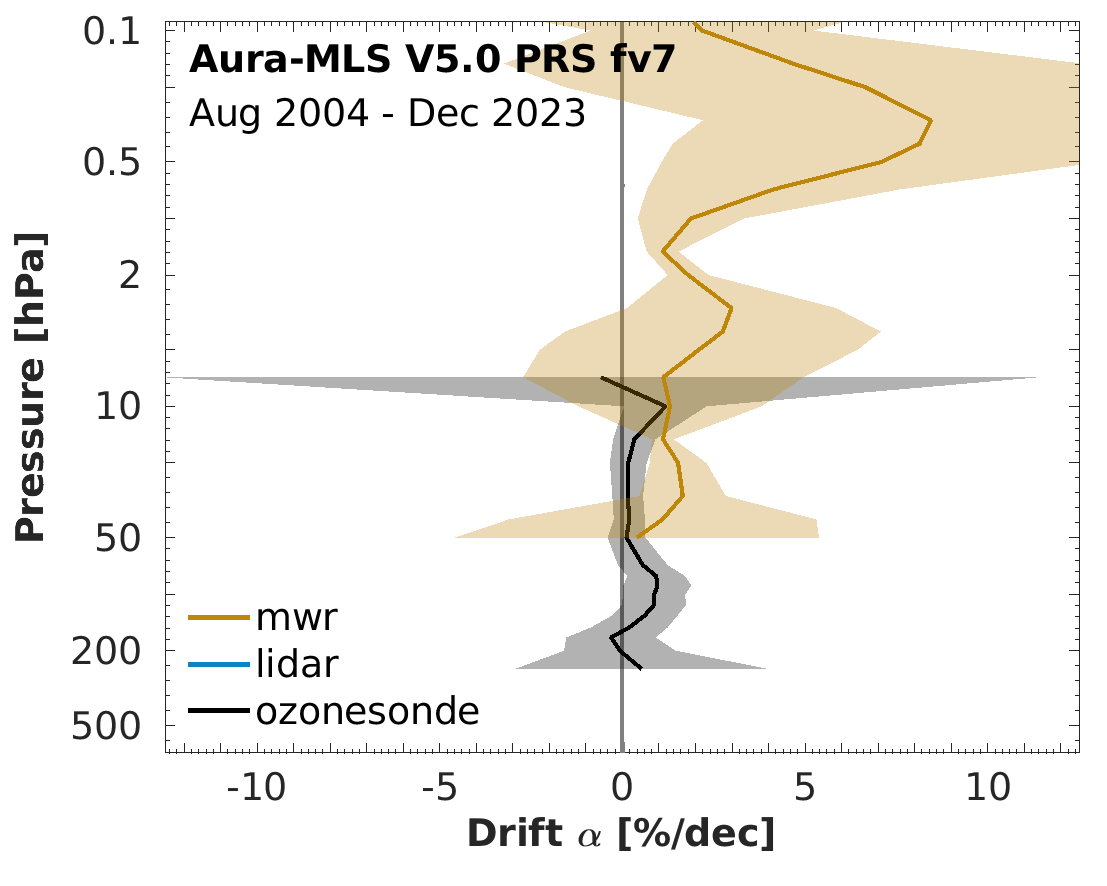 Aura-MLS V5.0 PRS fv7
Aug 2004 - Dec 2023
0.1
0.5
2
10
50
200
500
Pressure [hPa]
mwr
lidar
ozonesonde
-10 -5 0 5 10
Drift α [%/dec]